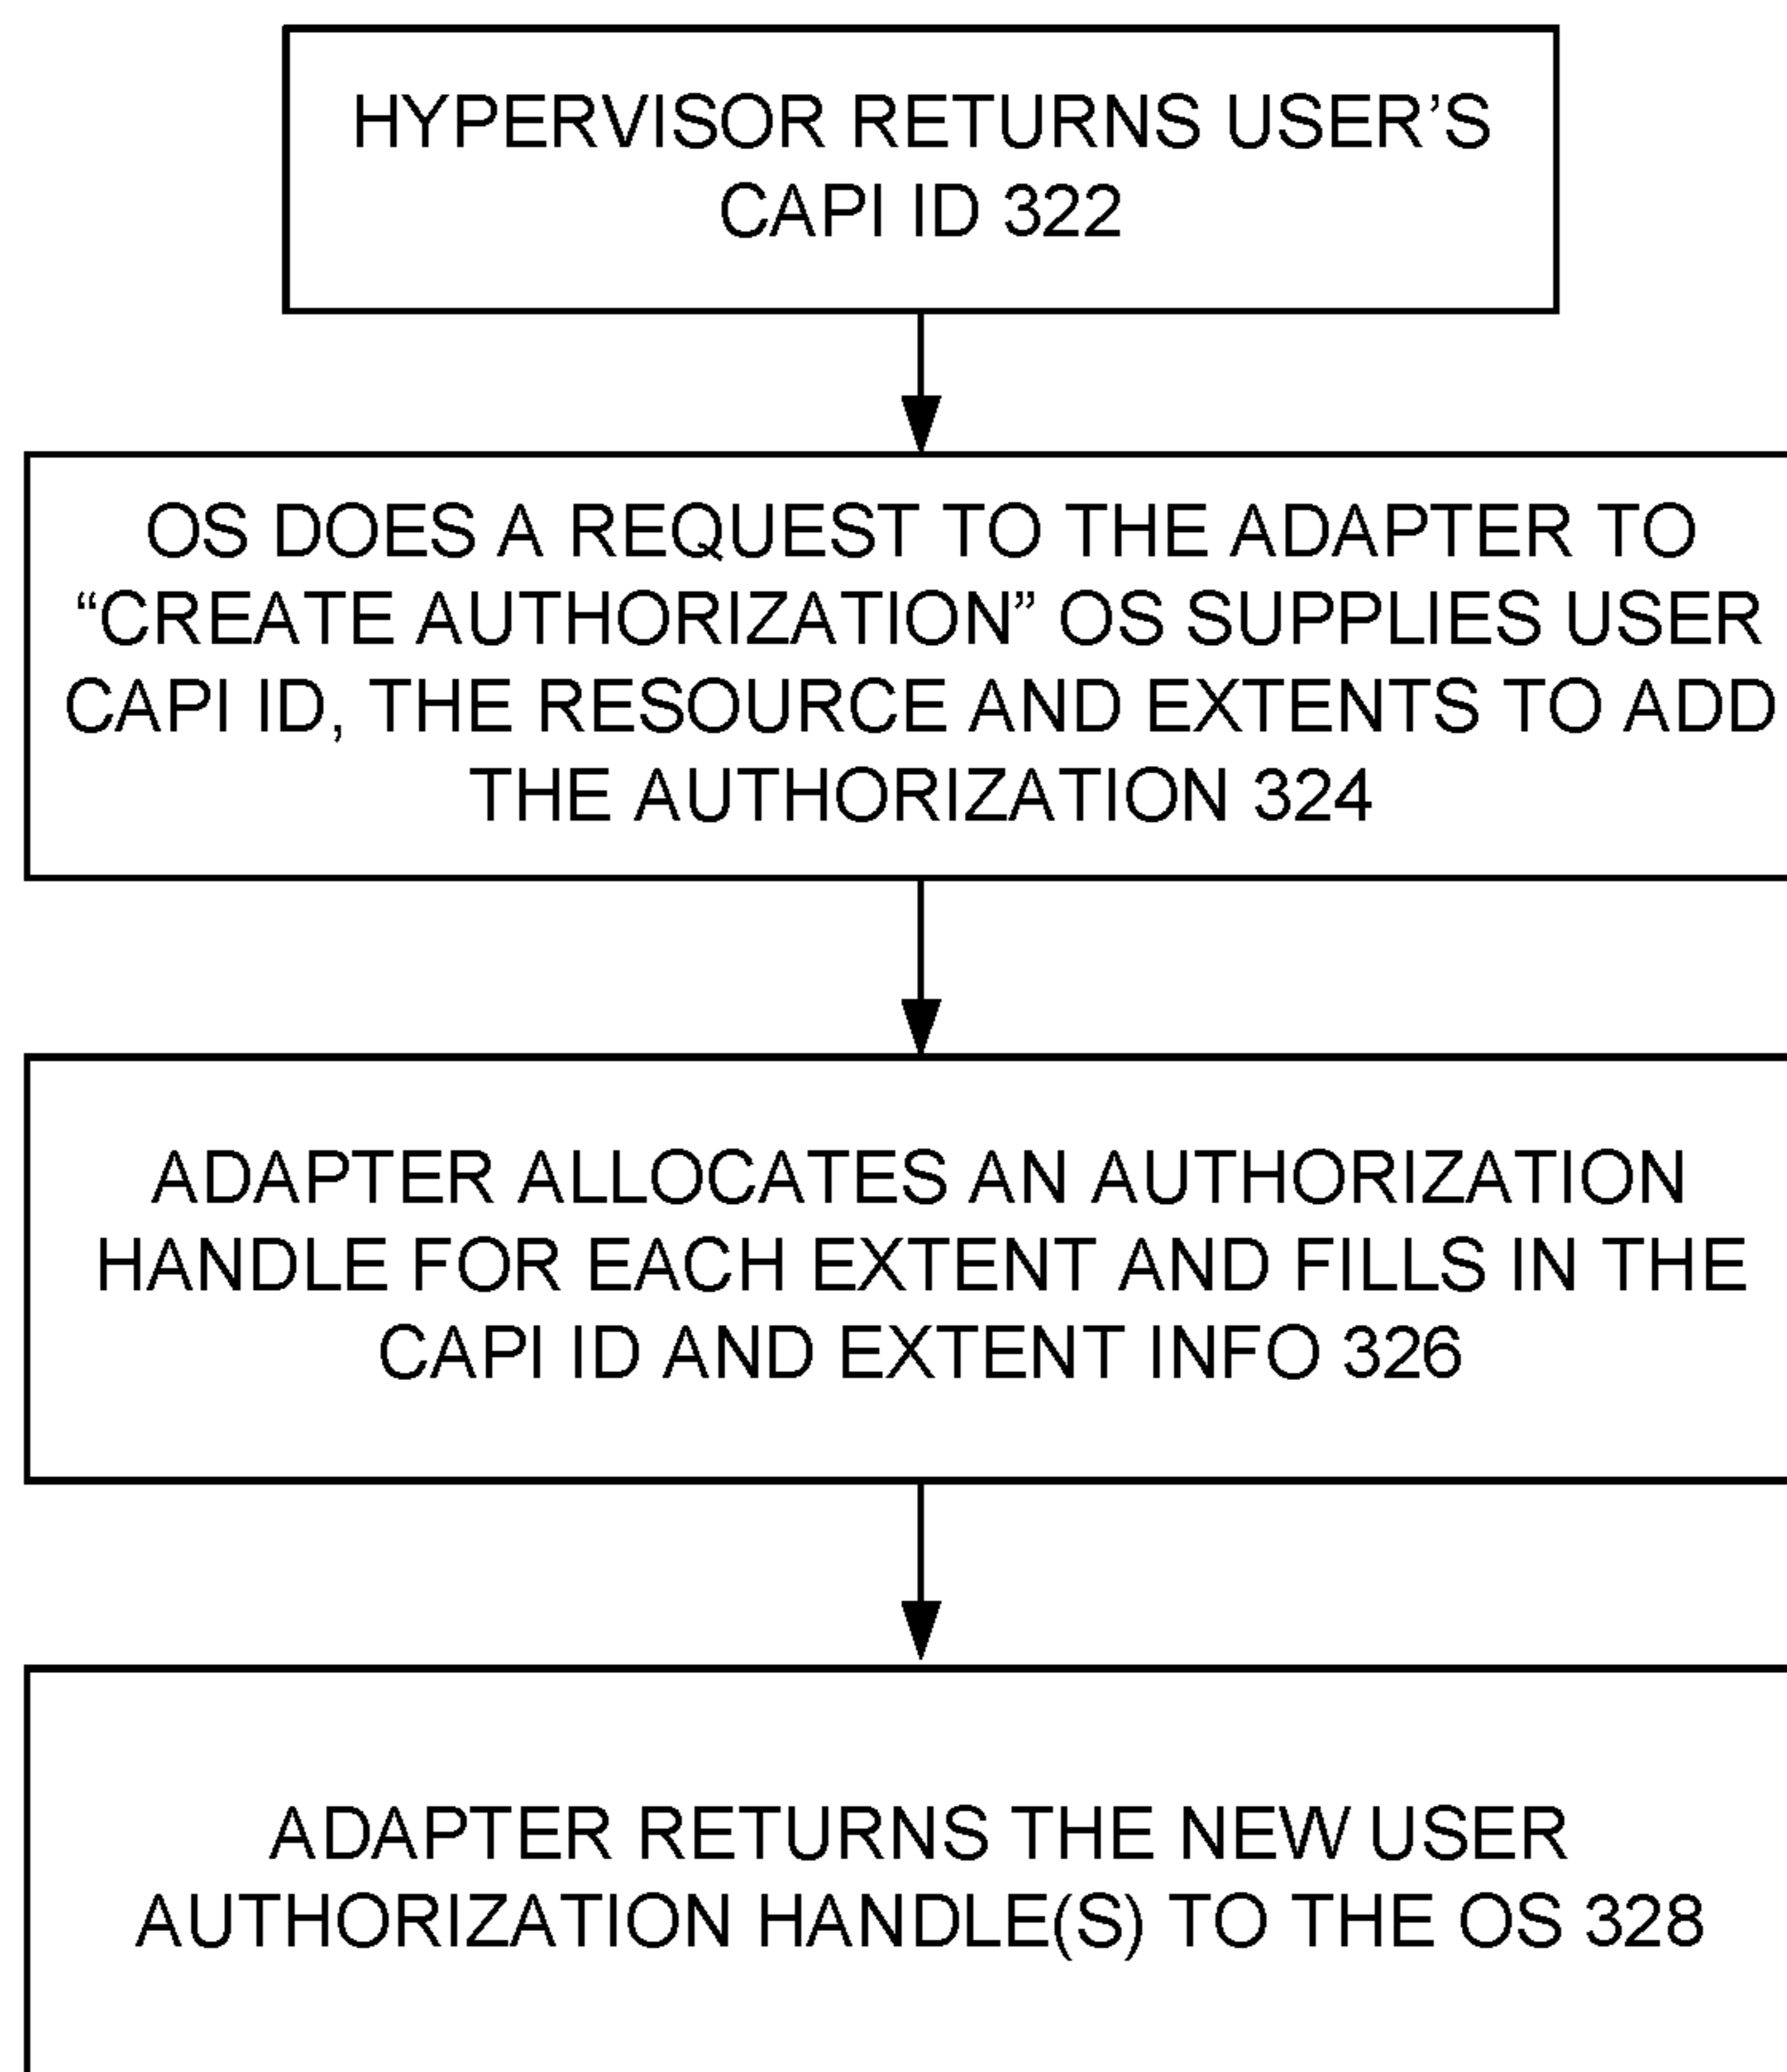 HYPERVISOR RETURNS USER’S
CAPI ID 322
OS DOES A REQUEST TO THE ADAPTER TO
“CREATE AUTHORIZATION” OS SUPPLIES USER
CAPI ID, THE RESOURCE AND EXTENTS TO ADD
THE AUTHORIZATION 324
ADAPTER ALLOCATES AN AUTHORIZATION
HANDLE FOR EACH EXTENT AND FILLS IN THE
CAPI ID AND EXTENT INFO 326
ADAPTER RETURNS THE NEW USER
AUTHORIZATION HANDLE(S) TO THE OS 328